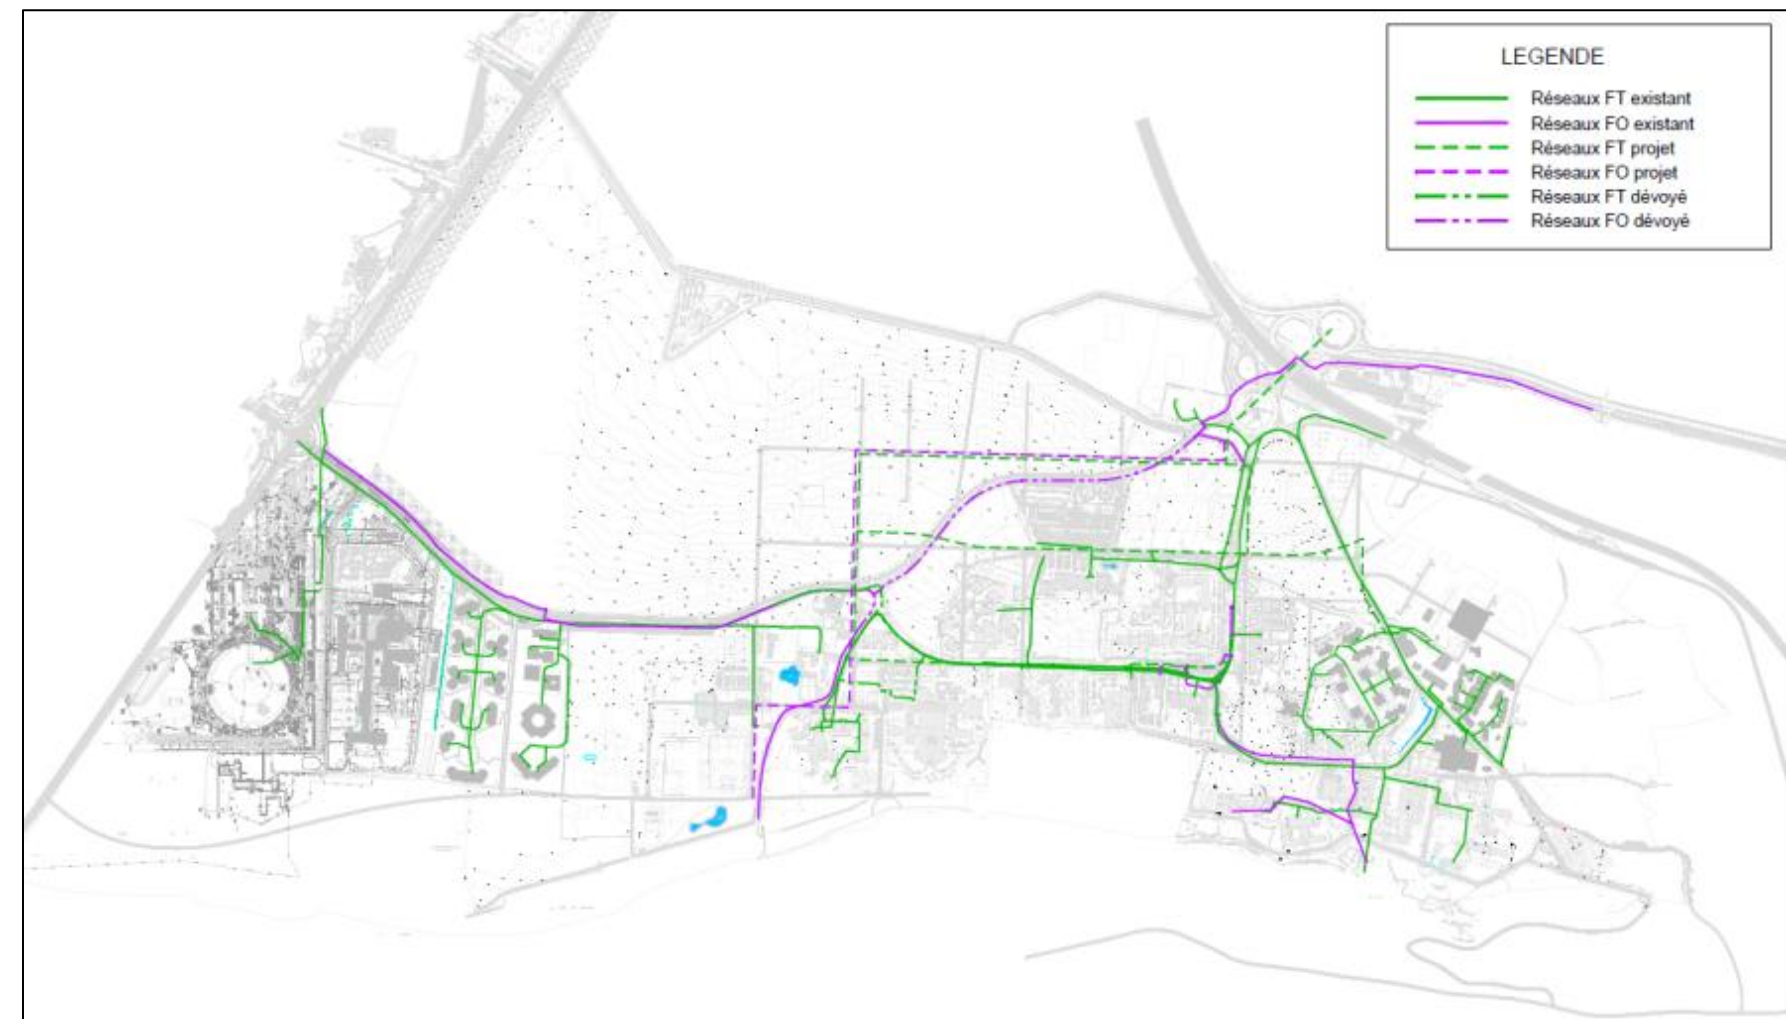 LEGENDE
Réseaux FT existant
Réseaux FO existant
Réseaux FT projet
Réseaux FO projet
Réseaux FT dévoyé
Réseaux FO dévoyé